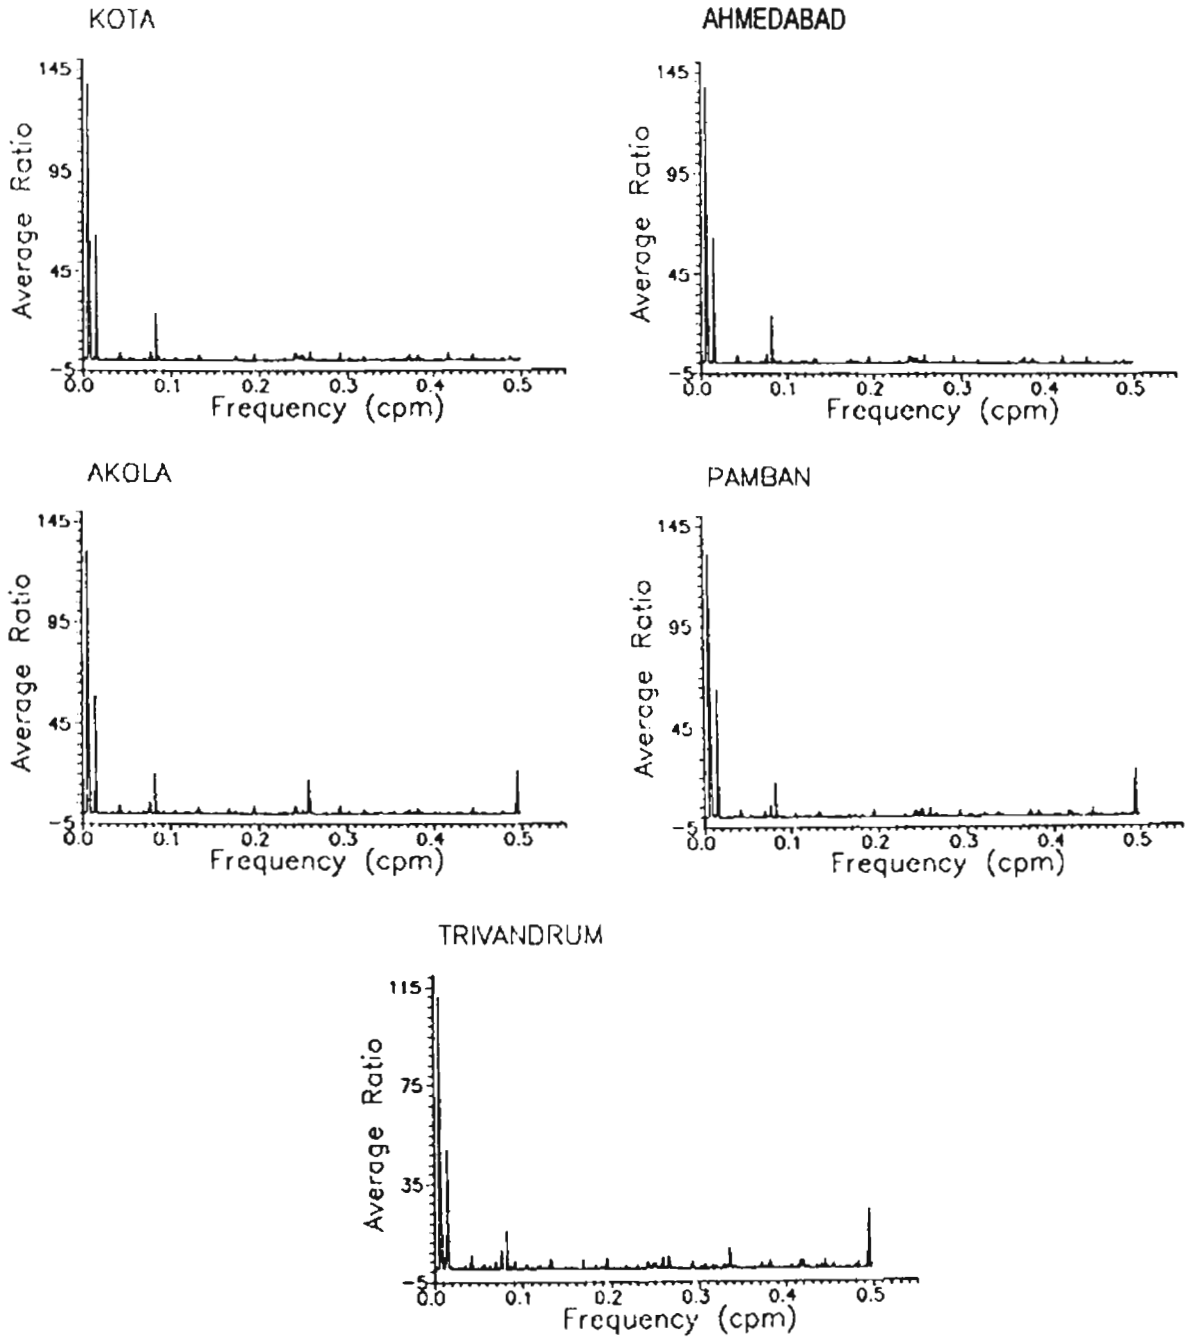 KOTA
AHMEDABAD
145
95
45
-5
Average Ratio
0.0 0.1 0.2 0.3 0.4 0.5
Frequency (cpm)
145
95
45
-5
Average Ratio
0.0 0.1 0.2 0.3 0.4 0.5
Frequency (cpm)
AKOLA
PAMBAN
145
95
45
-5
Average Ratio
0.0 0.1 0.2 0.3 0.4 0.5
Frequency (cpm)
145
95
45
-5
Average Ratio
0.0 0.1 0.2 0.3 0.4 0.5
Frequency (cpm)
TRIVANDRUM
115
75
35
-5
Average Ratio
0.0 0.1 0.2 0.3 0.4 0.5
Frequency (cpm)